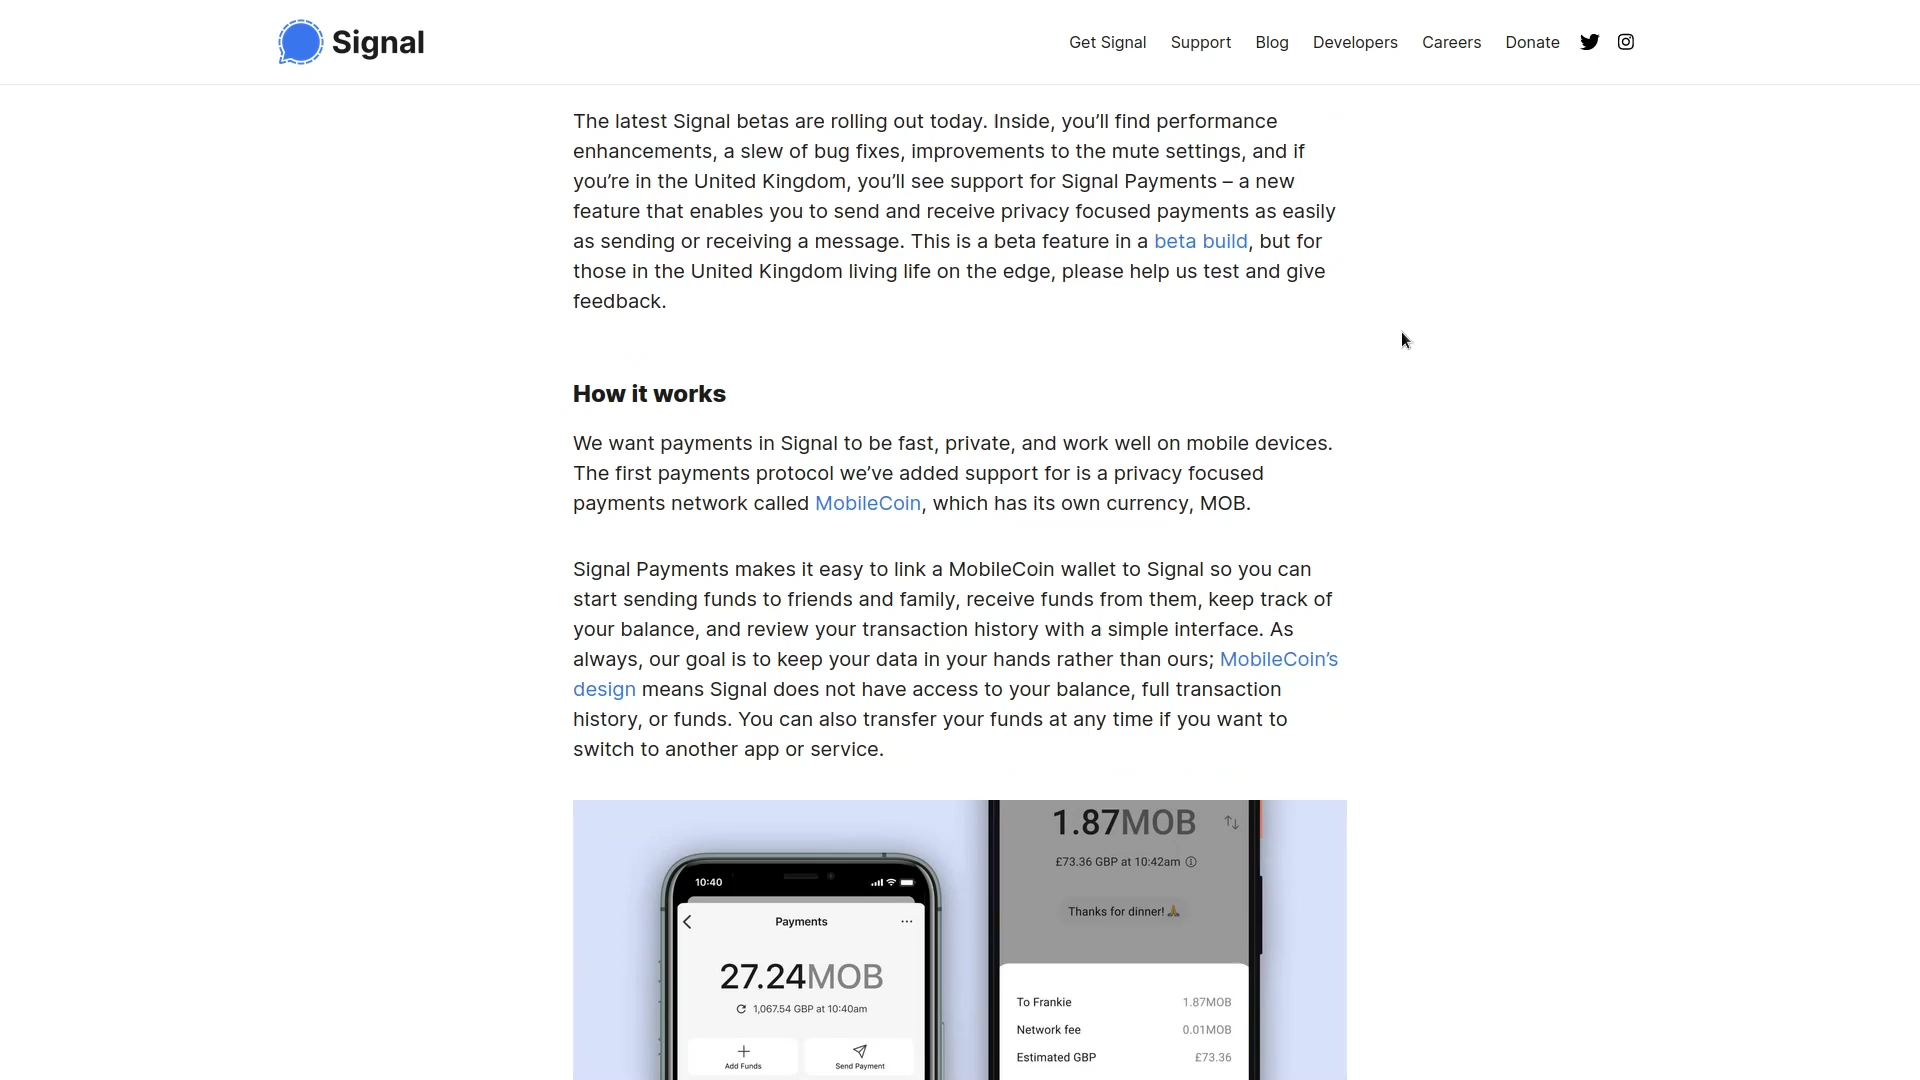 Signal
Get Signal Support Blog Developers Careers Donate
The latest Signal betas are rolling out today. Inside, you’ll find performance
enhancements, a slew of bug fixes, improvements to the mute settings, and if
you’re in the United Kingdom, you’ll see support for Signal Payments – a new
feature that enables you to send and receive privacy focused payments as easily
as sending or receiving a message. This is a beta feature in a beta build, but for
those in the United Kingdom living life on the edge, please help us test and give
feedback.
How it works
We want payments in Signal to be fast, private, and work well on mobile devices.
The first payments protocol we’ve added support for is a privacy focused
payments network called MobileCoin, which has its own currency, MOB.
Signal Payments makes it easy to link a MobileCoin wallet to Signal so you can
start sending funds to friends and family, receive funds from them, keep track of
your balance, and review your transaction history with a simple interface. As
always, our goal is to keep your data in your hands rather than ours; MobileCoin’s
design means Signal does not have access to your balance, full transaction
history, or funds. You can also transfer your funds at any time if you want to
switch to another app or service.
10:40
Payments
27.24MOB
1,067.54 GBP at 10:40am
Add Funds Send Payment
1.87MOB
£73.36 GBP at 10:42am
Thanks for dinner! 🙏
To Frankie 1.87MOB
Network fee 0.01MOB
Estimated GBP £73.36